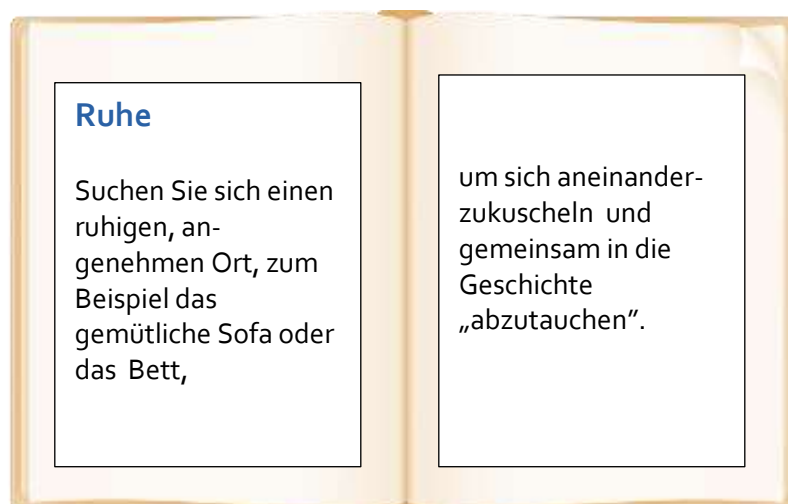 Ruhe
Suchen Sie sich einen
ruhigen, an-
genehmen Ort, zum
Beispiel das
gemütliche Sofa oder
das  Bett,
um sich aneinander-
zukuscheln  und
gemeinsam in die
Geschichte
„abzutauchen”.